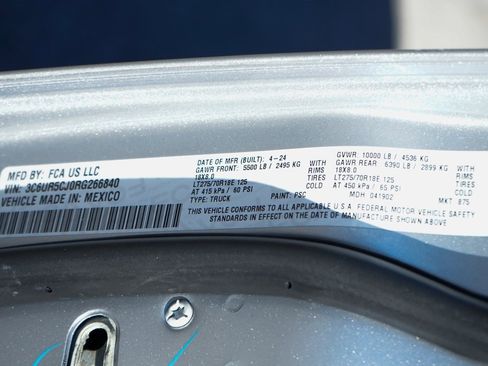 MFD BY: FCA US LLC
VIN: 3C6UR5CJ0RG266840
VEHICLE MADE IN: MEXICO
DATE OF MFR (BUILT): 4-24
GAWR FRONT: 5500 LB / 2495 KG
WITH
18X8.0
RIMS
LT275/70R18E 125
TIRES
AT 415 kPa / 60 PSI
COLD
TYPE: TRUCK
GVWR: 10000 LB / 4536 KG
GAWR REAR: 6390 LB / 2899 KG
WITH
18X8.0
RIMS
LT275/70R18E 125
TIRES
AT 450 kPa / 65 PSI
COLD
PAINT: PSC
MDH 041902
MKT 875
THIS VEHICLE CONFORMS TO ALL APPLICABLE U S A FEDERAL MOTOR VEHICLE SAFETY
STANDARDS IN EFFECT ON THE DATE OF MANUFACTURE SHOWN ABOVE